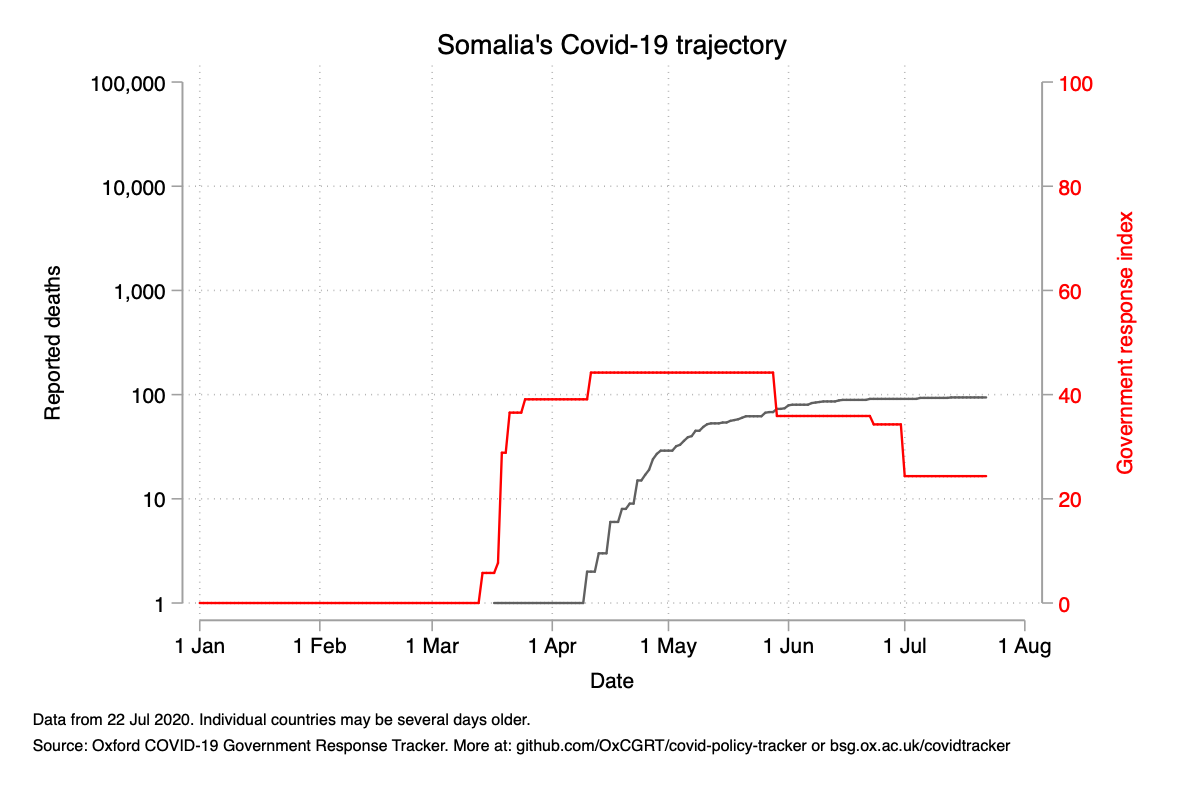 Somalia's Covid-19 trajectory
100,000
10,000
1,000
100
10
1
Reported deaths
100
80
60
40
20
0
Government response index
1 Jan 1 Feb 1 Mar 1 Apr 1 May 1 Jun 1 Jul 1 Aug
Date
Data from 22 Jul 2020. Individual countries may be several days older.
Source: Oxford COVID-19 Government Response Tracker. More at: github.com/OxCGRT/covid-policy-tracker or bsg.ox.ac.uk/covidtracker